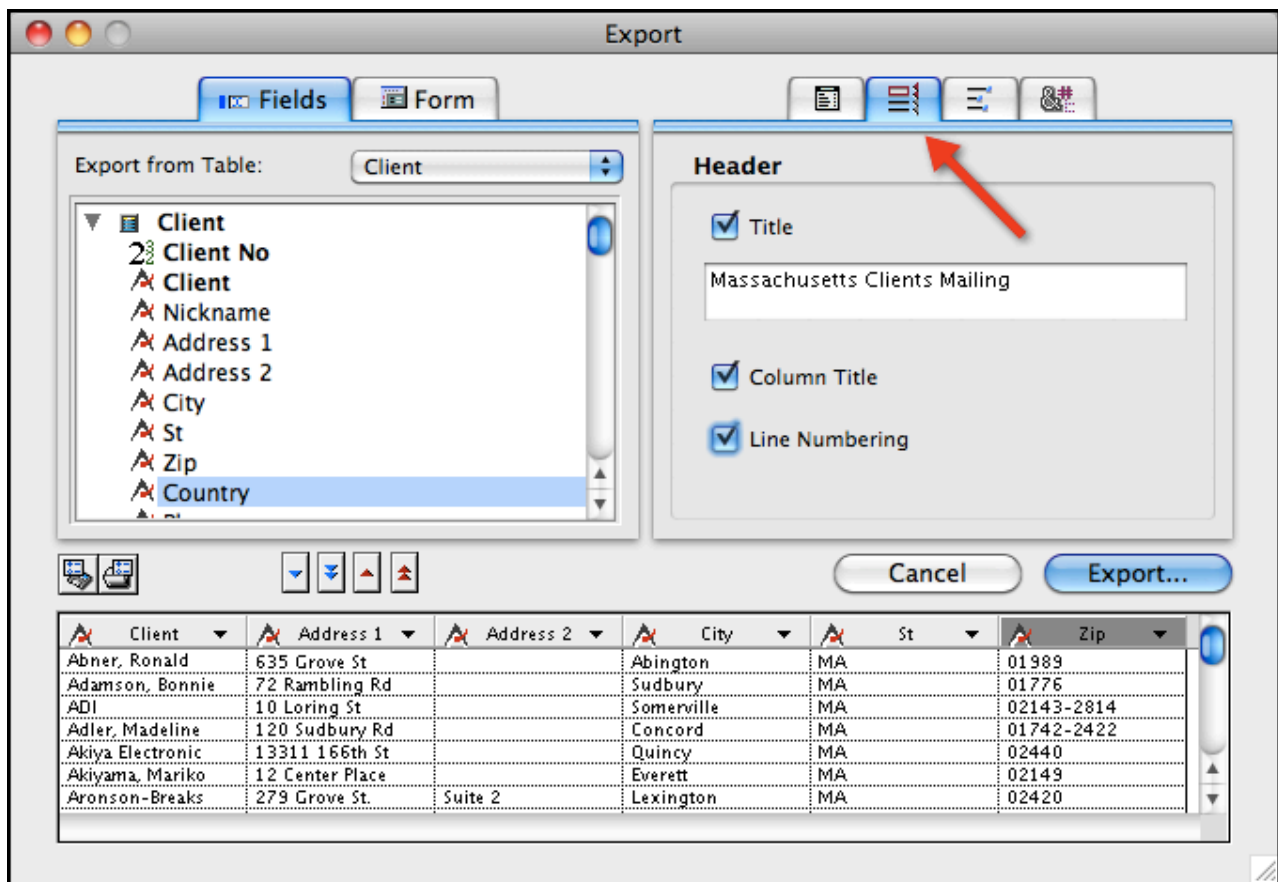 Export
Fields Form
Export from Table: Client
Client
Client No
Client
Nickname
Address 1
Address 2
City
St
Zip
Country
Header
Title
Massachusetts Clients Mailing
Column Title
Line Numbering
Cancel Export...
Client Address 1 Address 2 City St Zip
Abner, Ronald 635 Grove St Abington MA 01989
Adamson, Bonnie 72 Rambling Rd Sudbury MA 01776
ADI 10 Loring St Somerville MA 02143-2814
Adler, Madeline 120 Sudbury Rd Concord MA 01742-2422
Akiya Electronic 13311 166th St Quincy MA 02440
Akiyama, Mariko 12 Center Place Everett MA 02149
Aronson-Breaks 279 Grove St. Suite 2 Lexington MA 02420